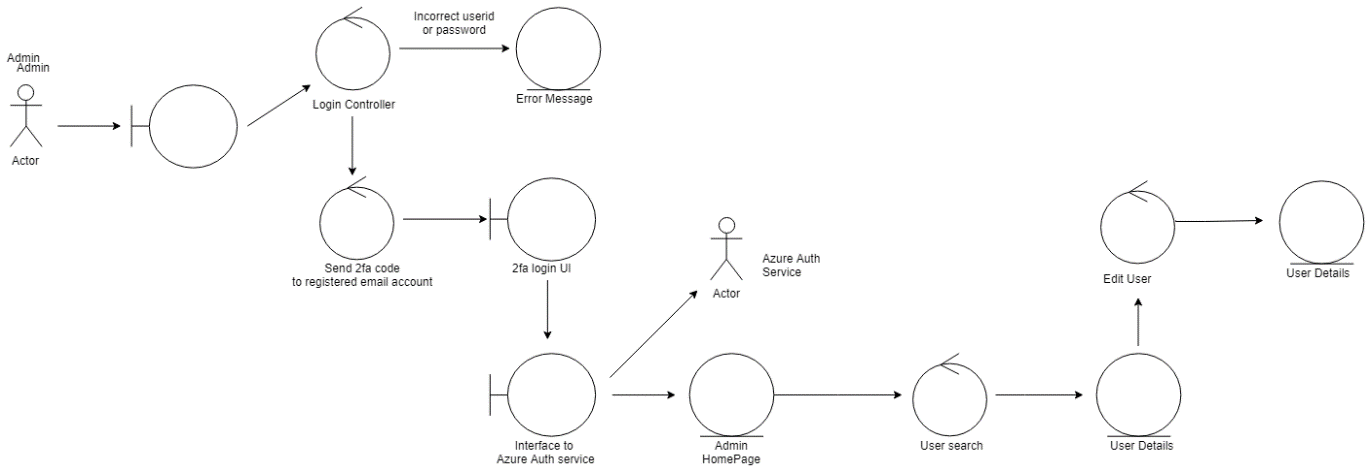 Admin
Admin
Actor
Login Controller
Incorrect userid
or password
Error Message
Send 2fa code
to registered email account
2fa login UI
Actor
Azure Auth
Service
Edit User
User Details
Interface to
Azure Auth service
Admin
HomePage
User search
User Details